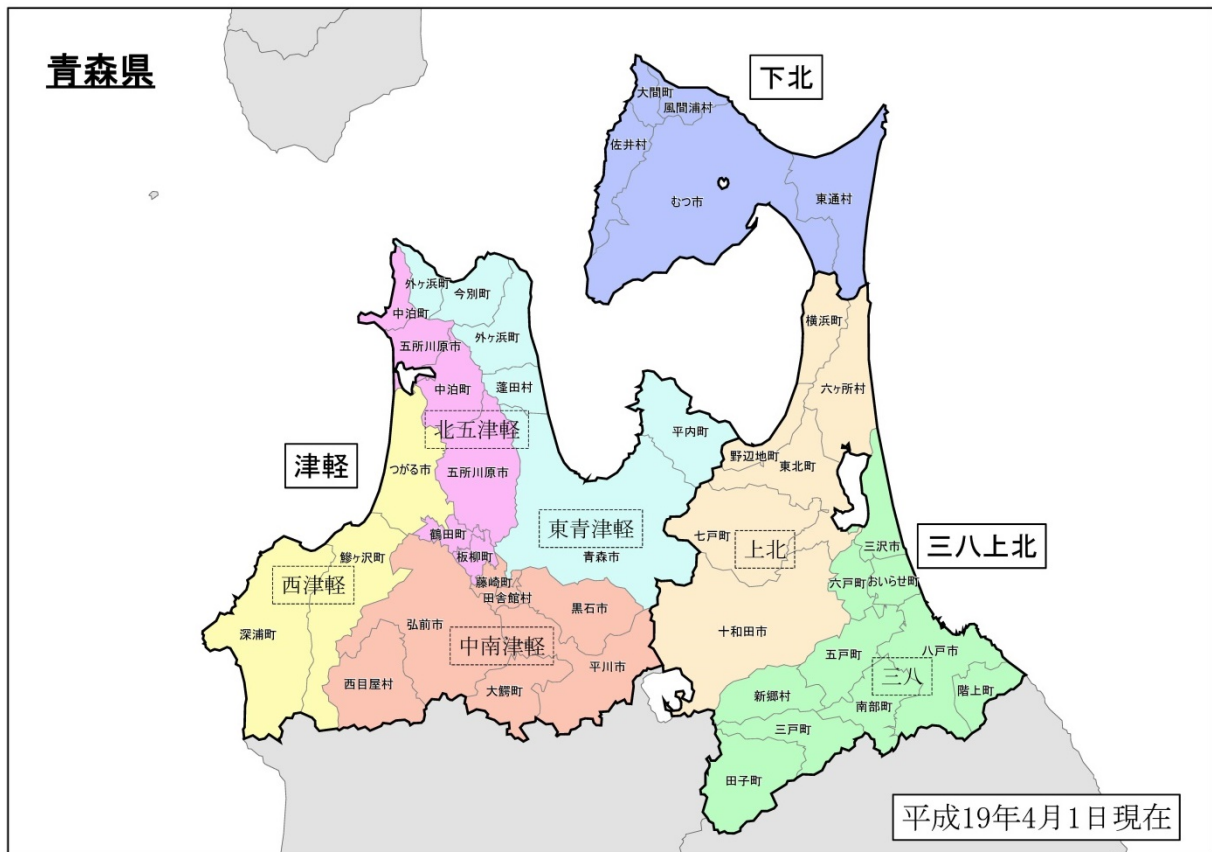 青森県
下北
大間町
風間浦村
佐井村
むつ市
東通村
外ヶ浜町
今別町
中泊町
横浜町
五所川原市
外ヶ浜町
中泊町
蓬田村
六ヶ所村
北五津軽
平内町
津軽
つがる市
五所川原市
野辺地町
東北町
鶴田町
東青津軽
七戸町
上北
三沢市
三八上北
板柳町
青森市
鰺ヶ沢町
西津軽
藤崎町
田舎館村
六戸町
おいらせ町
黒石市
深浦町
弘前市
中南津軽
十和田市
五戸町
八戸市
平川市
三八
西目屋村
大鰐町
新郷村
南部町
階上町
三戸町
田子町
平成19年4月1日現在